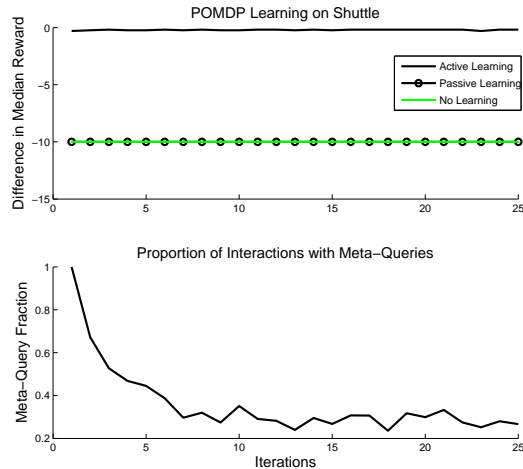 POMDP Learning on Shuttle
Difference in Median Reward
0
−5
−10
−15
0
5
10
15
20
25
Active Learning
Passive Learning
No Learning
Proportion of Interactions with Meta−Queries
Meta−Query Fraction
1
0.8
0.6
0.4
0.2
0
5
10
15
20
25
Iterations